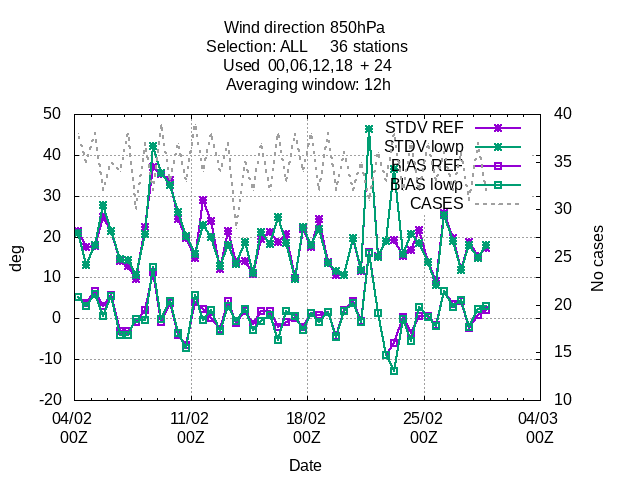 Wind direction 850hPa
Selection: ALL 36 stations
Used 00,06,12,18 + 24
Averaging window: 12h
50
40
30
20
10
0
-10
-20
deg
40
35
30
25
20
15
10
No cases
STDV REF
STDV lowp
BIAS REF
BIAS lowp
CASES
04/02 11/02 18/02 25/02 04/03
00Z 00Z 00Z 00Z 00Z
Date